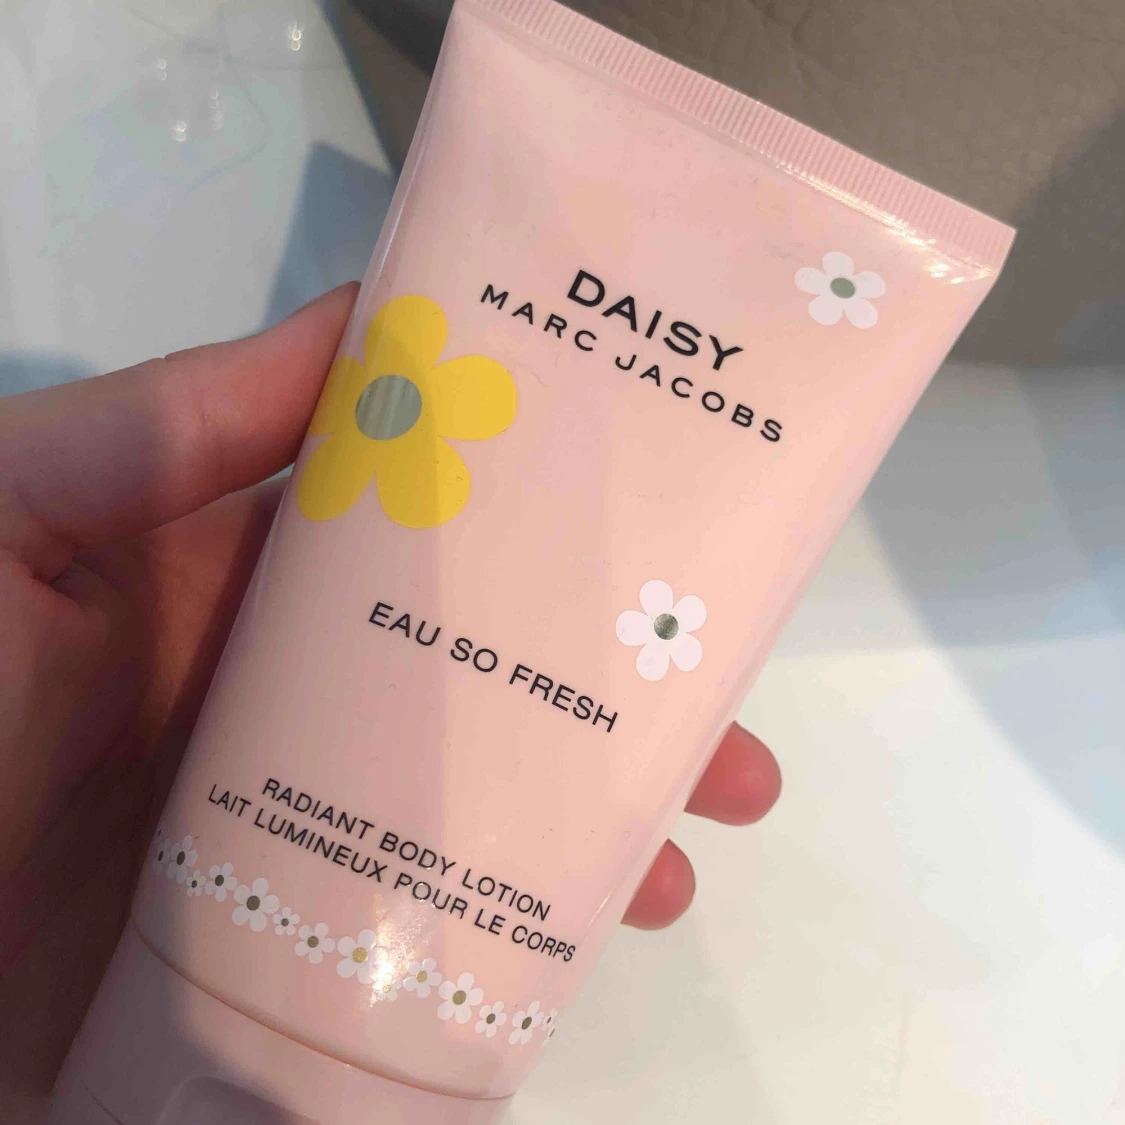 DAISY
MARC JACOBS
EAU SO FRESH
RADIANT BODY LOTION
LAIT LUMINEUX POUR LE CORPS